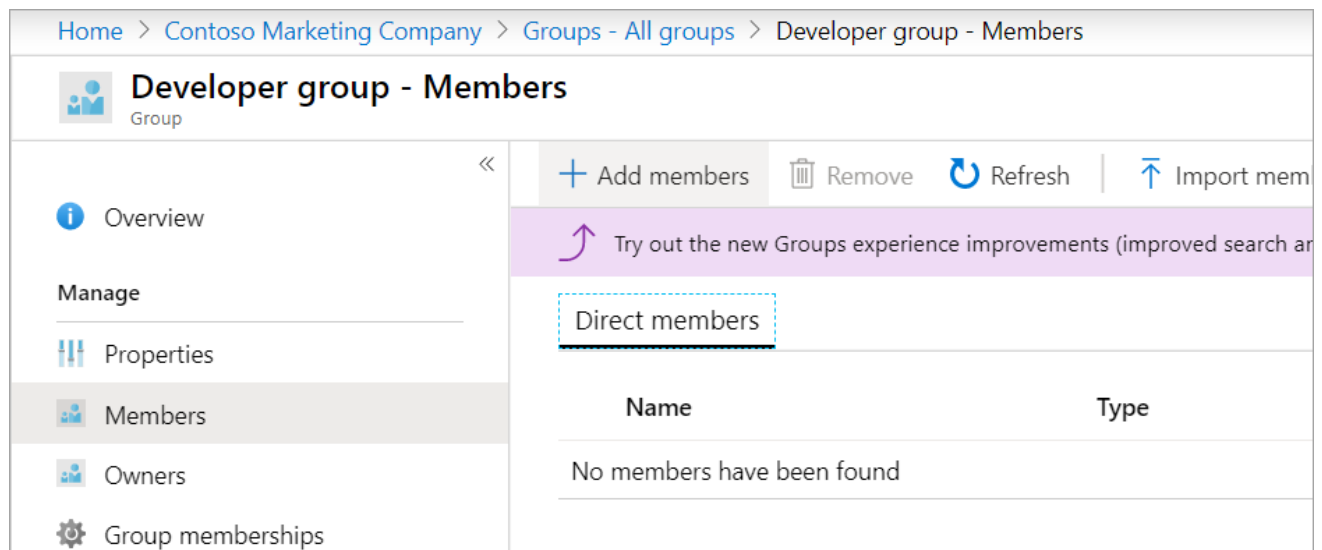 Home > Contoso Marketing Company > Groups - All groups > Developer group - Members
Developer group - Members
Group
«
Overview
Manage
Properties
Members
Owners
Group memberships
+ Add members Remove Refresh Import
Try out the new Groups experience improvements (improved search
Direct members
Name Type
No members have been found